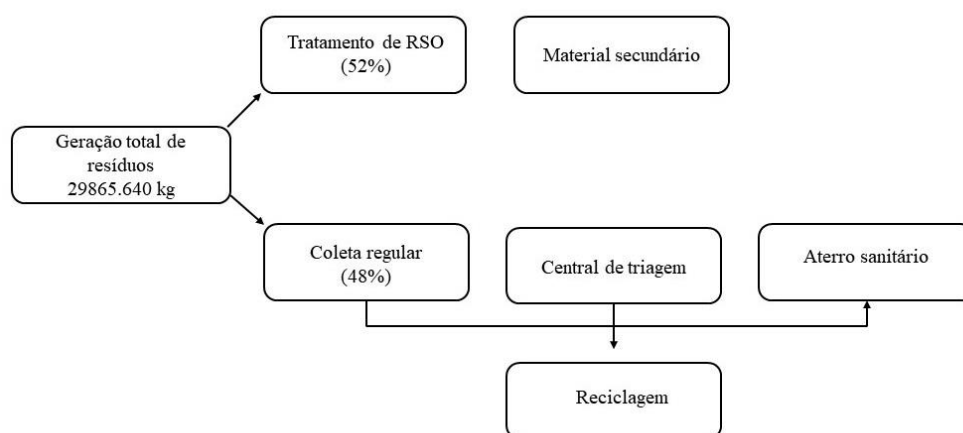 Tratamento de RSO
(52%)
Material secundário
Geração total de
resíduos
29865.640 kg
Coleta regular
(48%)
Central de triagem
Aterro sanitário
Reciclagem